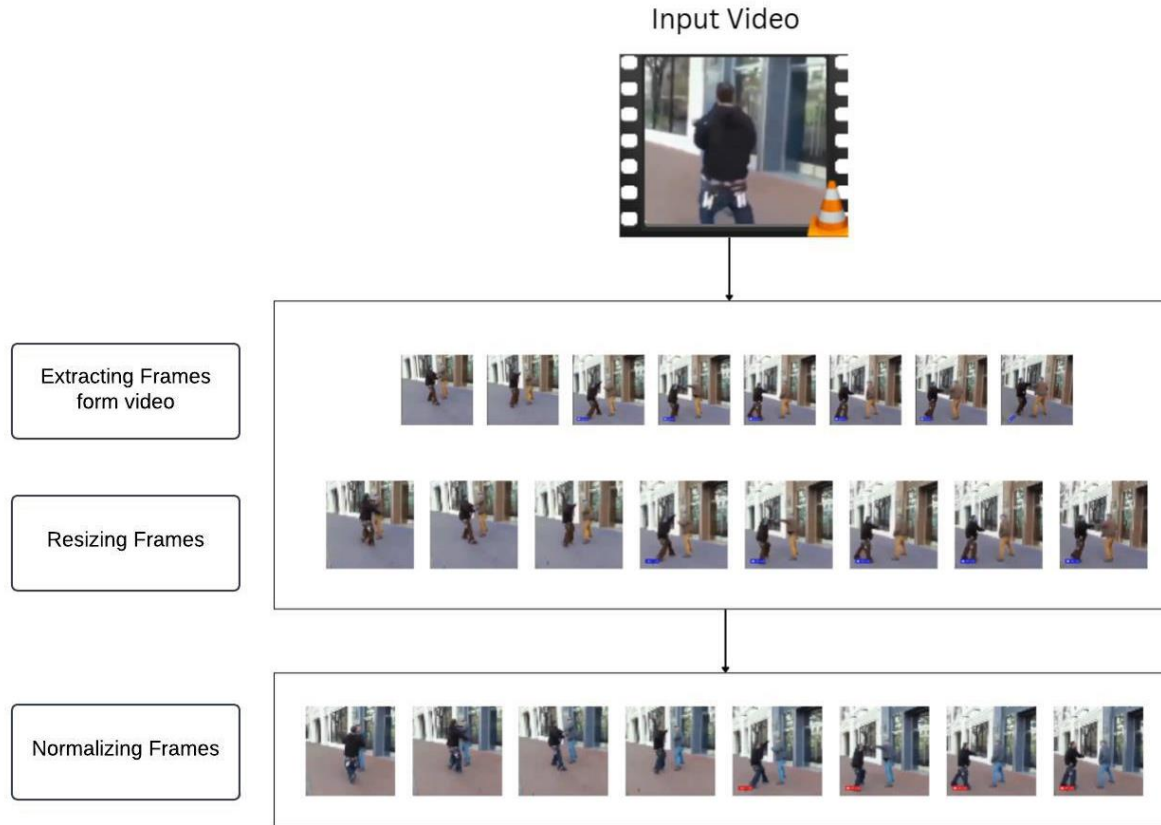 Input Video
Extracting Frames
form video
Resizing Frames
Normalizing Frames